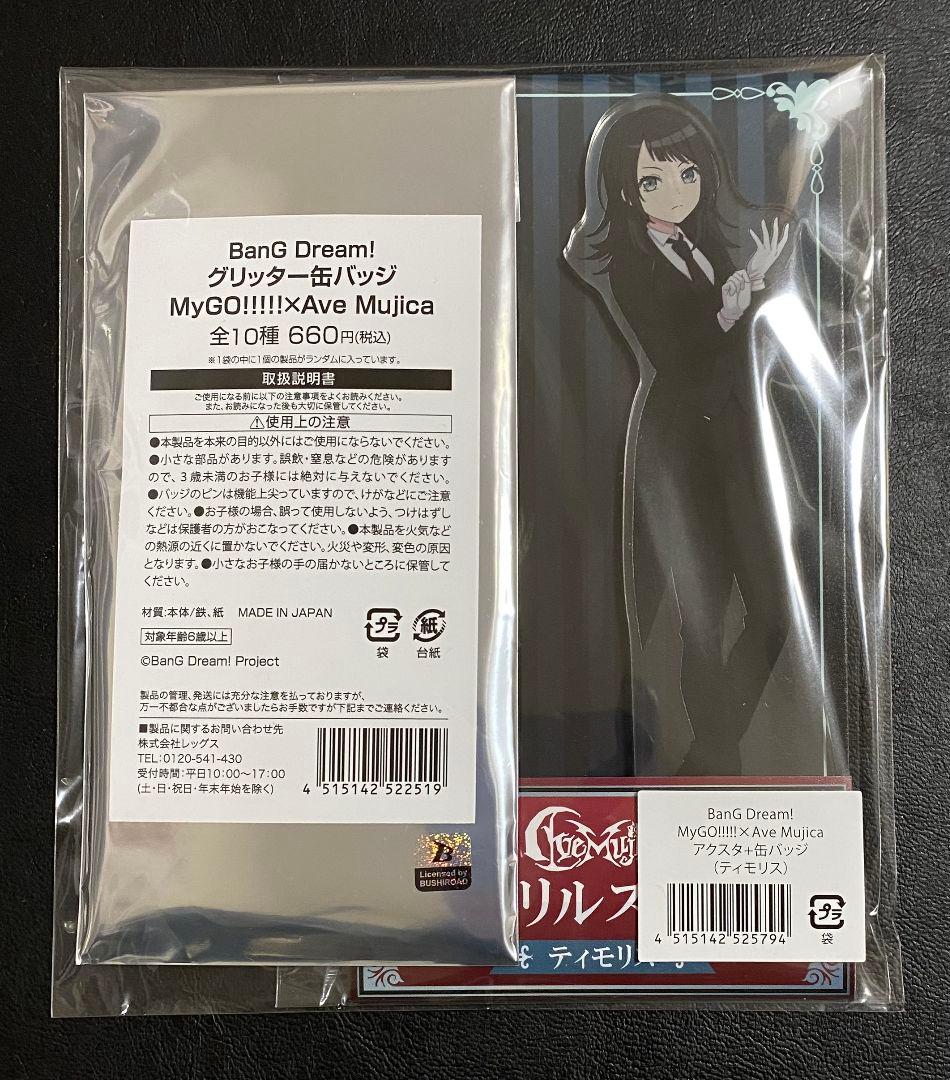 BanG Dream!
グリッター缶バッジ
MyGO!!!!!×Ave Mujica
全10種 660円(税込)
※1袋の中に1個の製品がランダムに入っています。
取扱説明書
ご使用になる前に以下の注意事項をよくお読みください。
また、お読みになった後も大切に保管してください。
⚠使用上の注意
●本製品を本来の目的以外にはご使用にならないでください。
●小さな部品があります。誤飲・窒息などの危険があります
ので、3歳未満のお子様には絶対に与えないでください。
●バッジのピンは機能上尖っていますので、けがなどにご注意
ください。●お子様の場合、誤って使用しないよう、つけはずし
などは保護者の方がおこなってください。●本製品を火気など
の熱源の近くに置かないでください。火災や変形、変色の原因
となります。●小さなお子様の手の届かないところに保管して
ください。
材質:本体/鉄、紙 MADE IN JAPAN
対象年齢6歳以上
©BanG Dream! Project
プラ
袋
紙
台紙
製品の管理、発送には充分な注意を払っておりますが、
万一不都合な点がございましたらお手数ですが下記までご連絡ください。
■製品に関するお問い合わせ先
株式会社レッグス
TEL:0120-541-430
受付時間:平日10:00〜17:00
(土・日・祝日・年末年始を除く)
4 515142 522519
B
Licensed by
BUSHIROAD
AveMuji
リルス
ティモリス
BanG Dream!
MyGO!!!!!×Ave Mujica
アクスタ+缶バッジ
(ティモリス)
4 515142 525794
プラ
袋